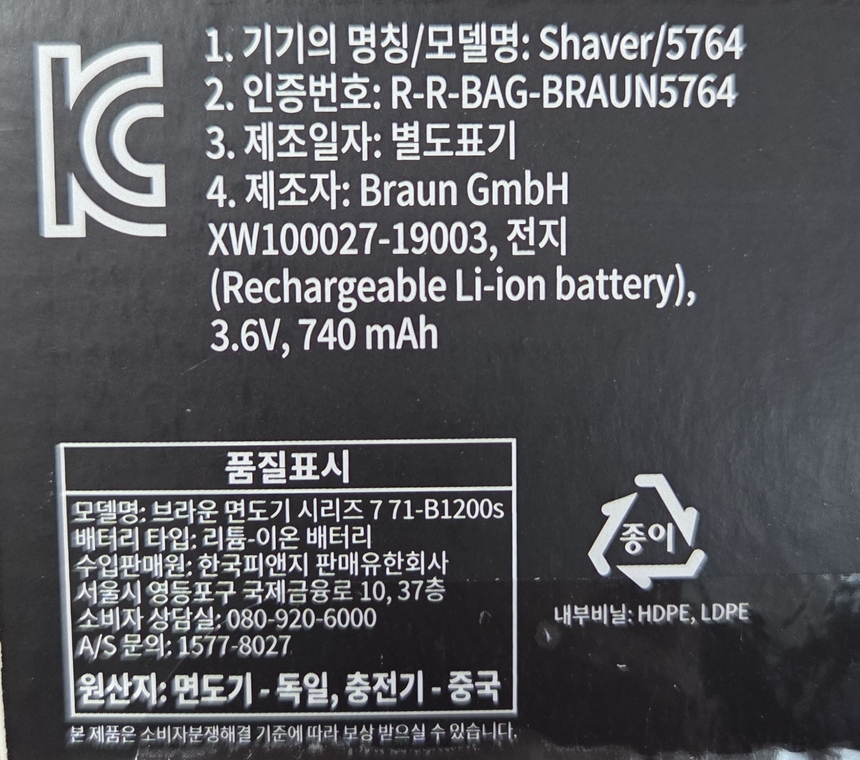 KC
1. 기기의 명칭/모델명: Shaver/5764
2. 인증번호: R-R-BAG-BRAUN5764
3. 제조일자: 별도표기
4. 제조자: Braun GmbH
XW100027-19003, 전지
(Rechargeable Li-ion battery),
3.6V, 740 mAh
품질표시
모델명: 브라운 면도기 시리즈 7 71-B1200s
배터리 타입: 리튬-이온 배터리
수입판매원: 한국피앤지 판매유한회사
서울시 영등포구 국제금융로 10, 37층
소비자 상담실: 080-920-6000
A/S 문의: 1577-8027
원산지: 면도기 - 독일, 충전기 - 중국
본 제품은 소비자분쟁해결 기준에 따라 보상 받으실 수 있습니다.
종이
내부비닐: HDPE, LDPE